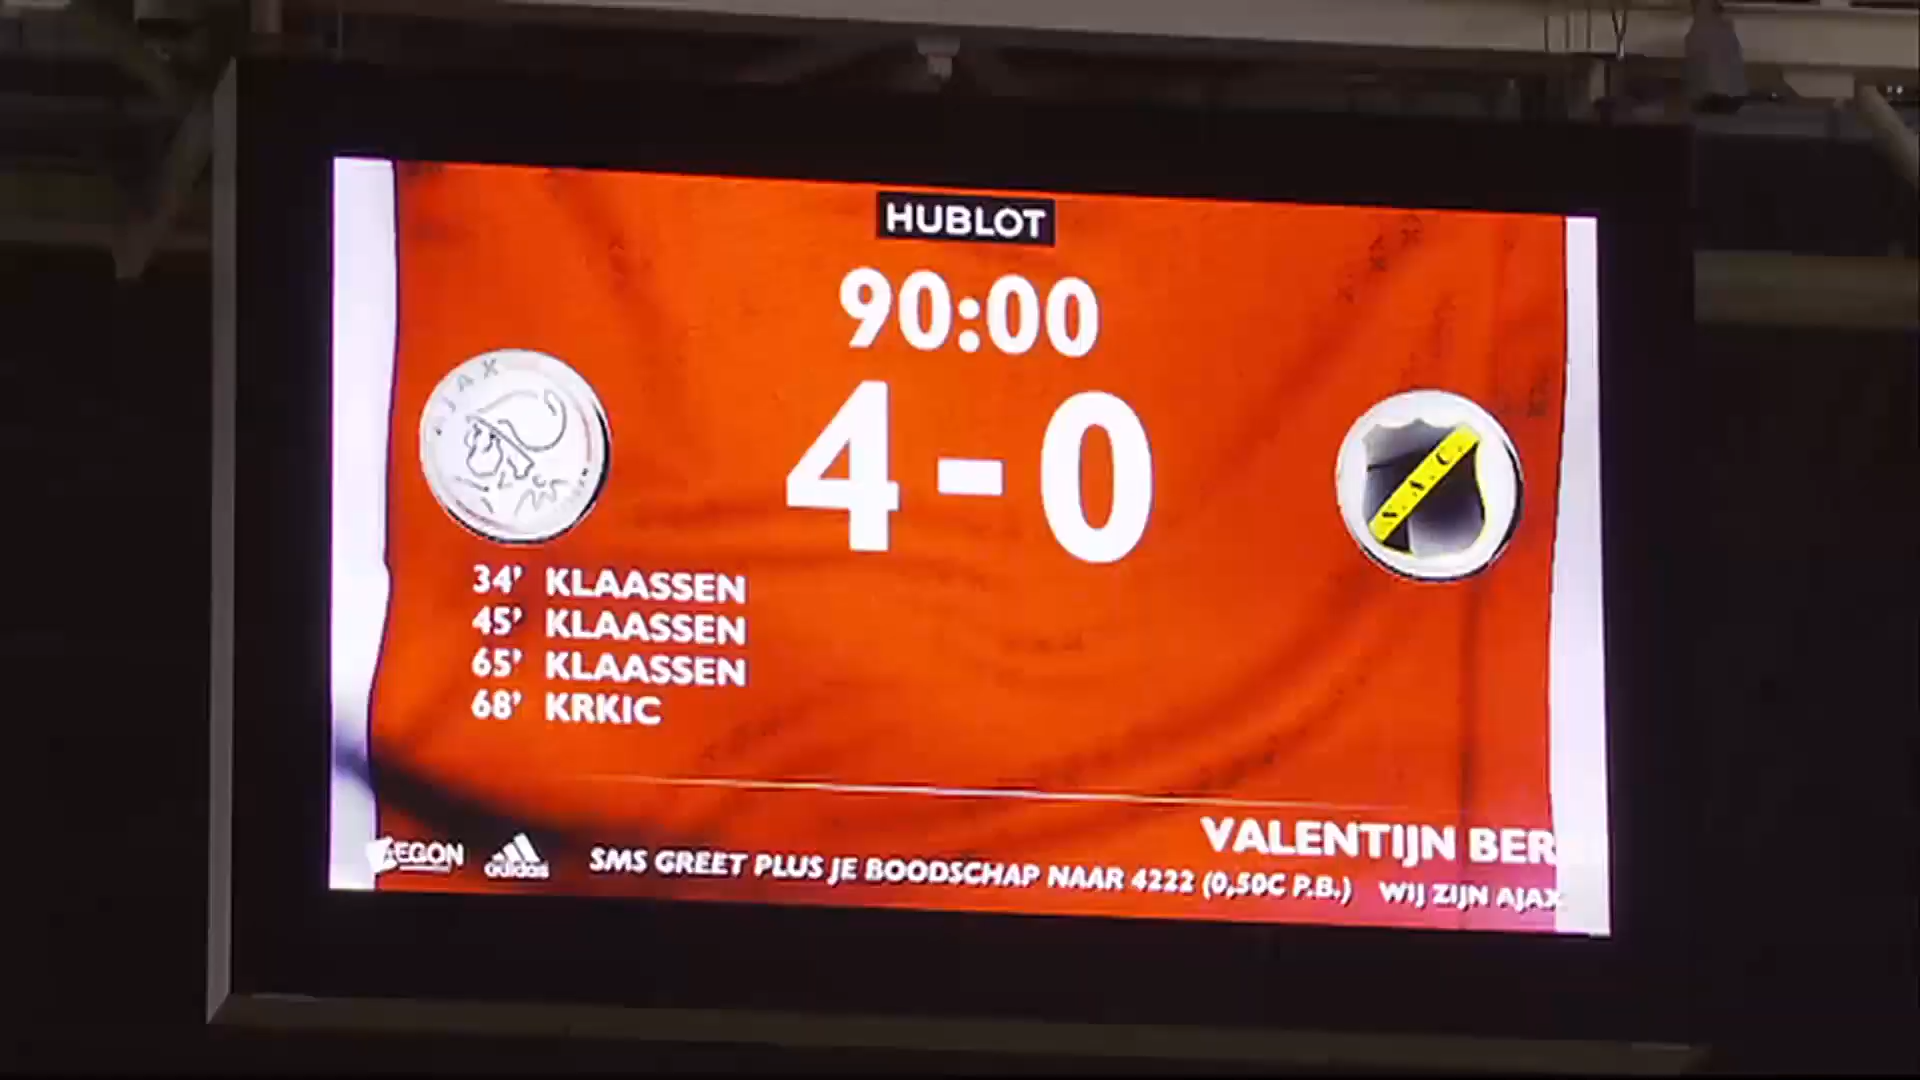 HUBLOT
90:00
4-0
AJAX
N.A.C.
34' KLAASSEN
45' KLAASSEN
65' KLAASSEN
68' KRKIC
VALENTIJN BER
AEGON
adidas
SMS GREET PLUS JE BOODSCHAP NAAR 4222 (0,50C P.B.) WIJ ZIJN AJAX